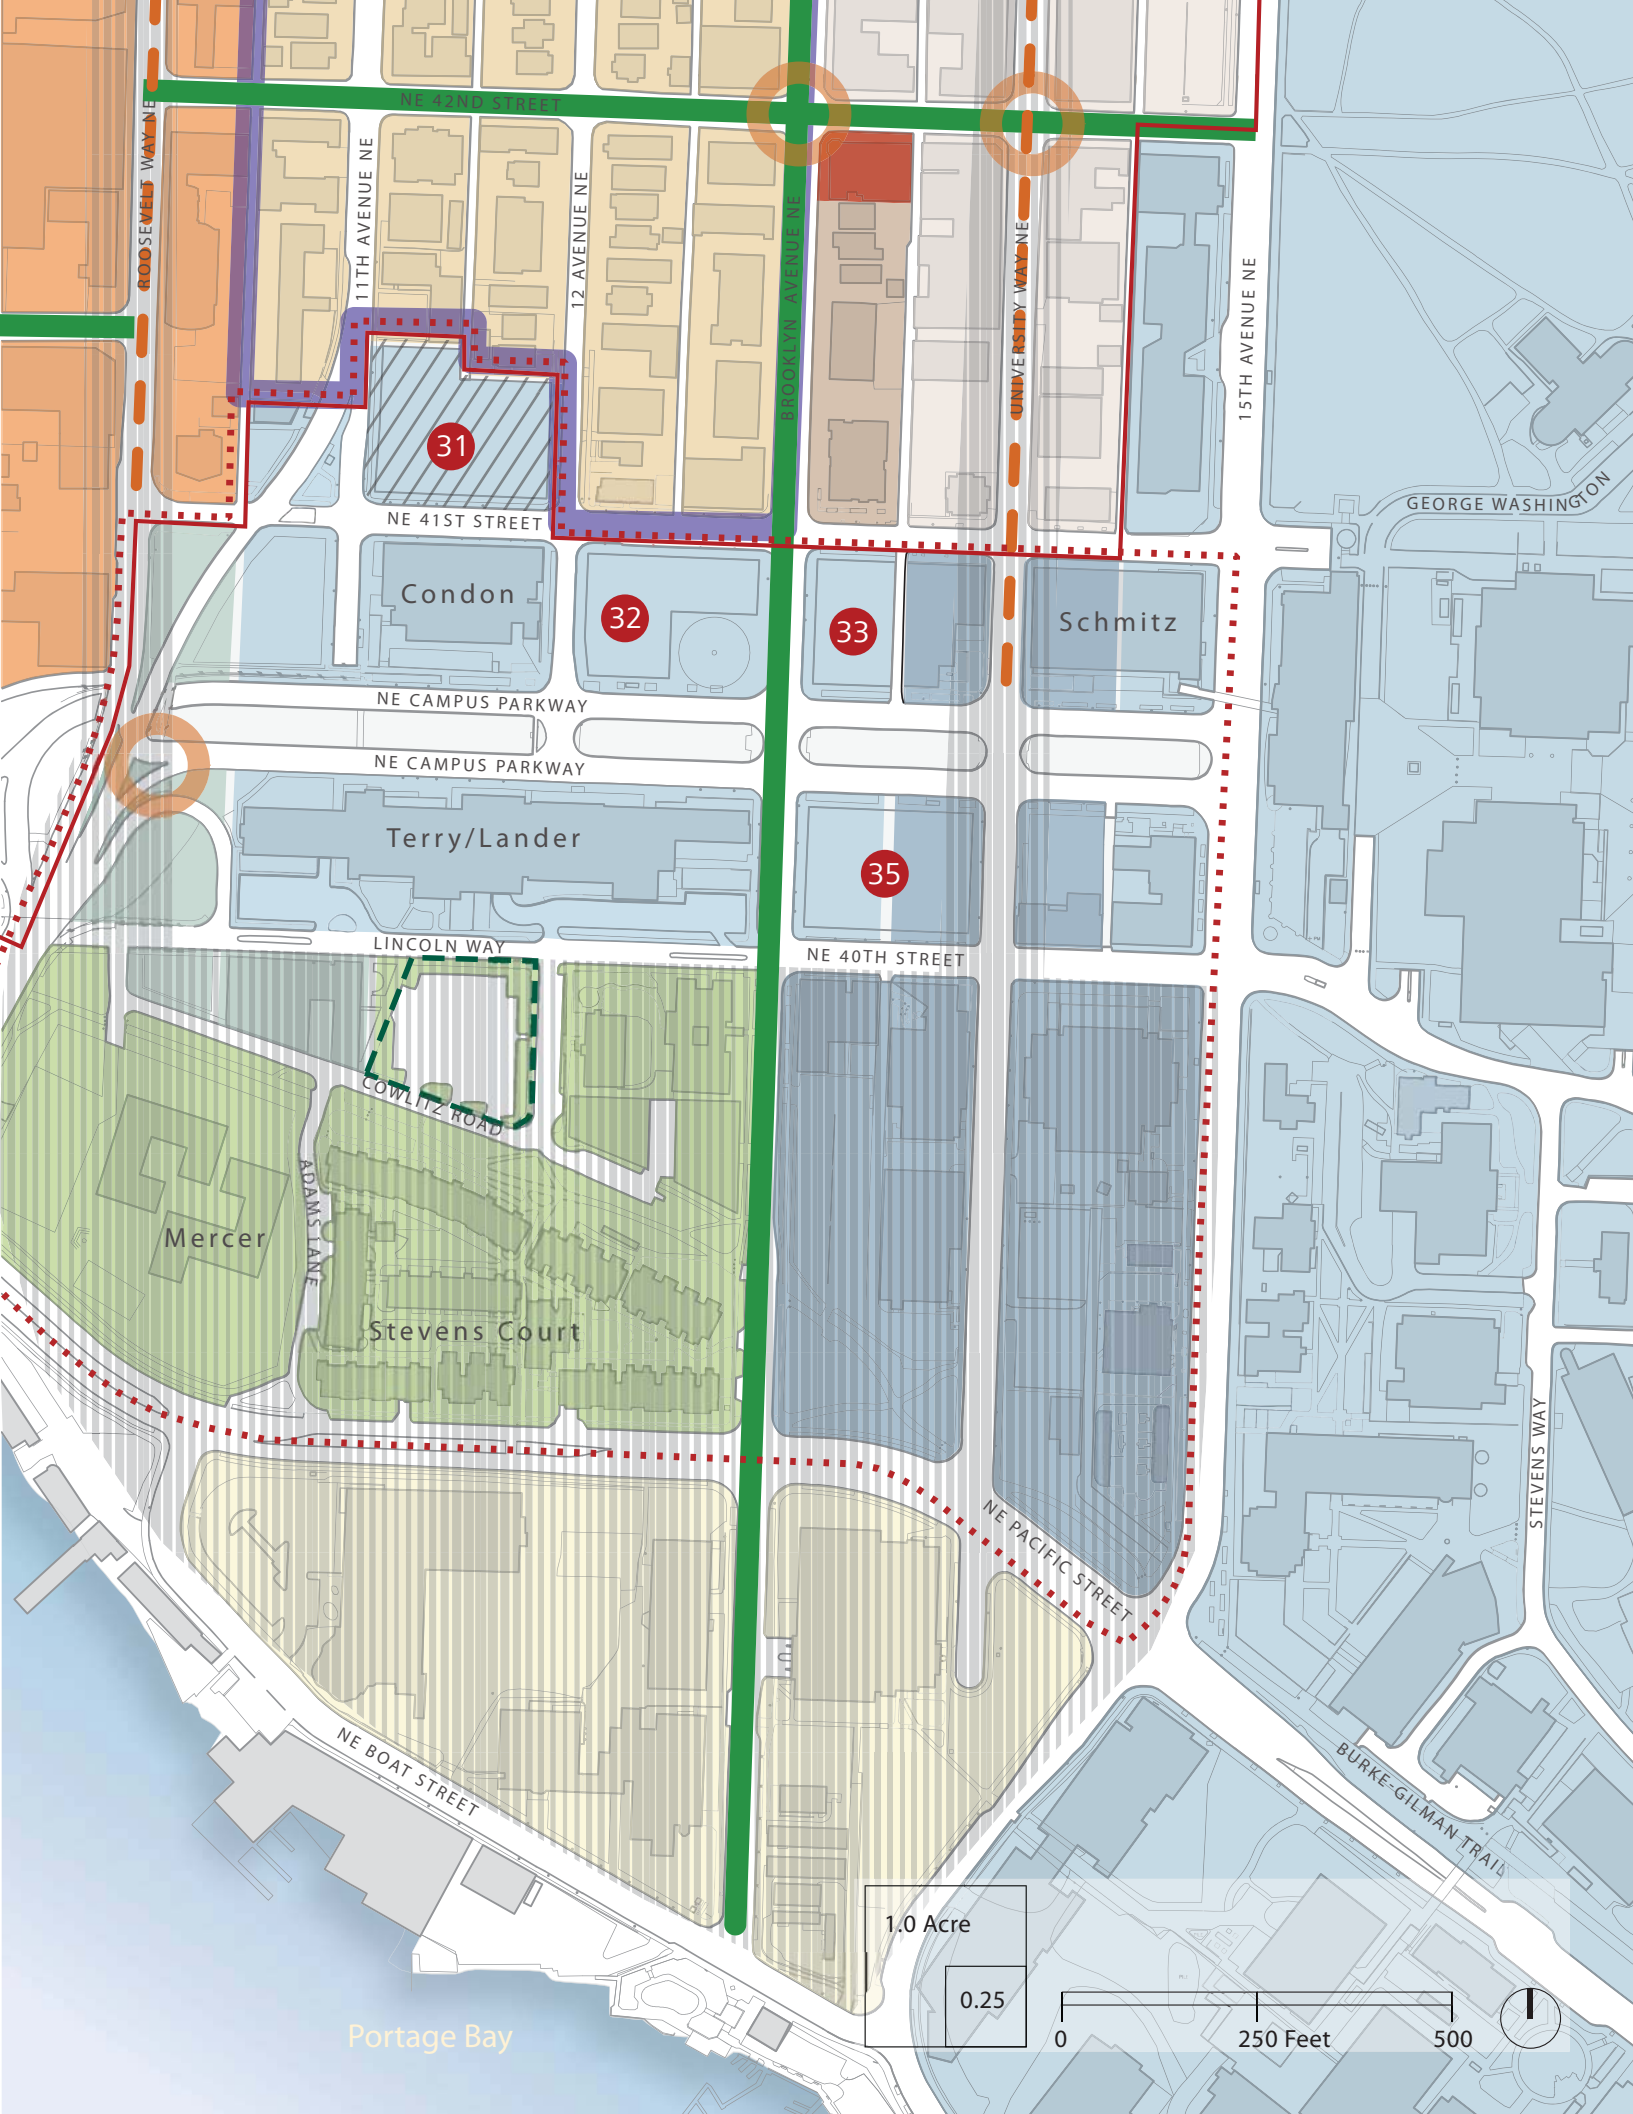 NE 42ND STREET
ROOSEVELT WAY NE
11TH AVENUE NE
12 AVENUE NE
BROOKLYN AVENUE NE
UNIVERSITY WAY NE
15TH AVENUE NE
31
GEORGE WASHINGTON
NE 41ST STREET
Condon
32
33
Schmitz
NE CAMPUS PARKWAY
NE CAMPUS PARKWAY
Terry/Lander
35
LINCOLN WAY
NE 40TH STREET
COWLITZ ROAD
ADAMS LANE
Mercer
Stevens Court
STEVENS WAY
NE PACIFIC STREET
NE BOAT STREET
BURKE-GILMAN TRAIL
1.0 Acre
0.25
0
250 Feet
500
Portage Bay